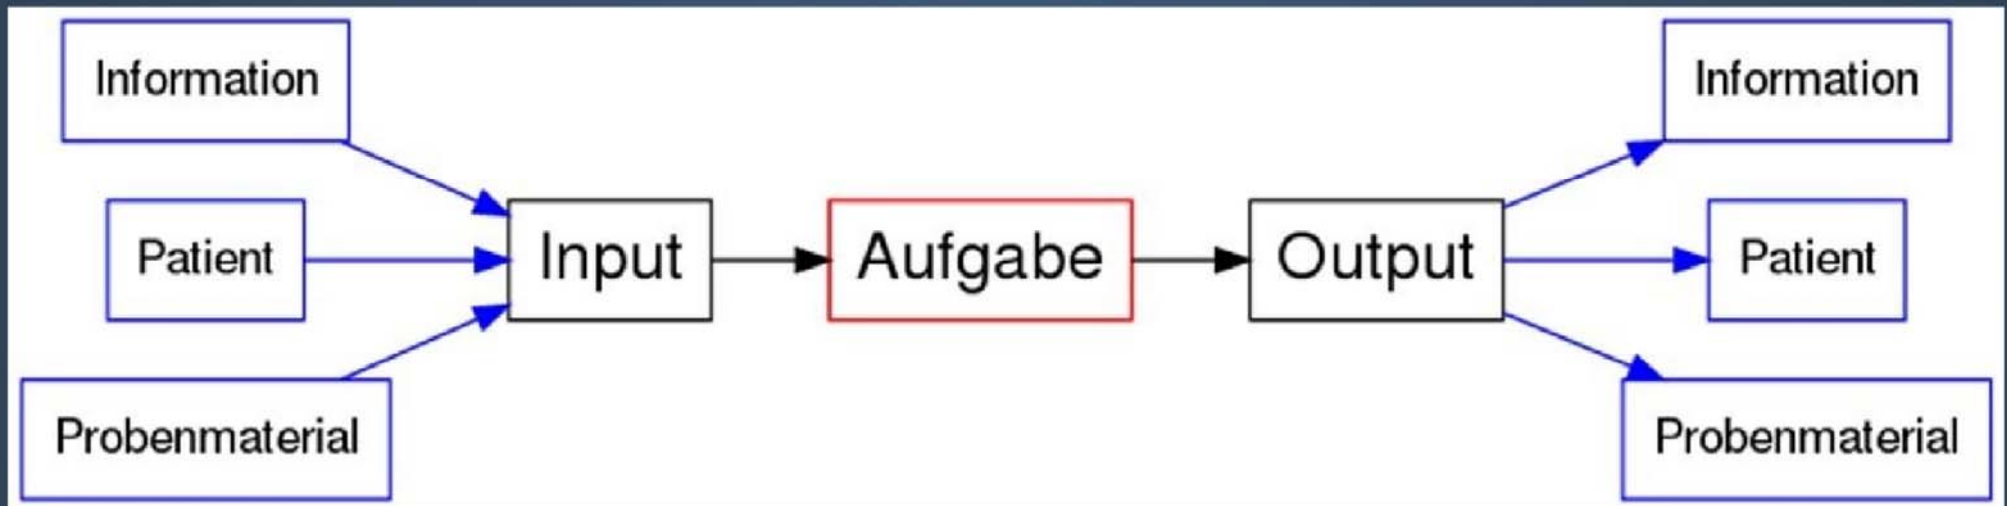 Information
Information
Patient
Input
Aufgabe
Output
Patient
Probenmaterial
Probenmaterial